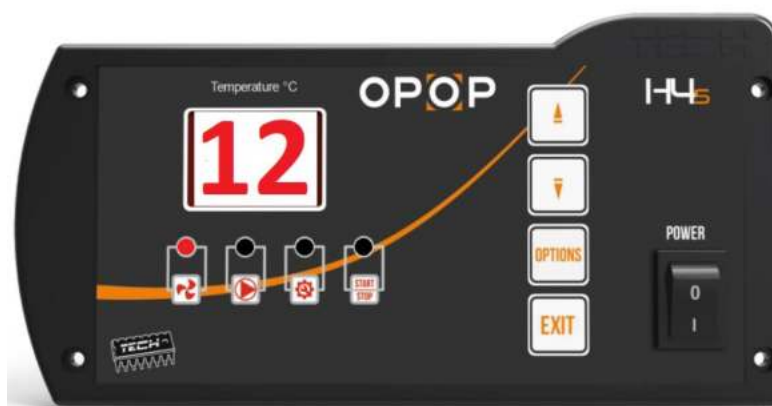 Temperature °C
OPOP
H4s
12
POWER
OPTIONS
START
STOP
0
I
EXIT
TECH